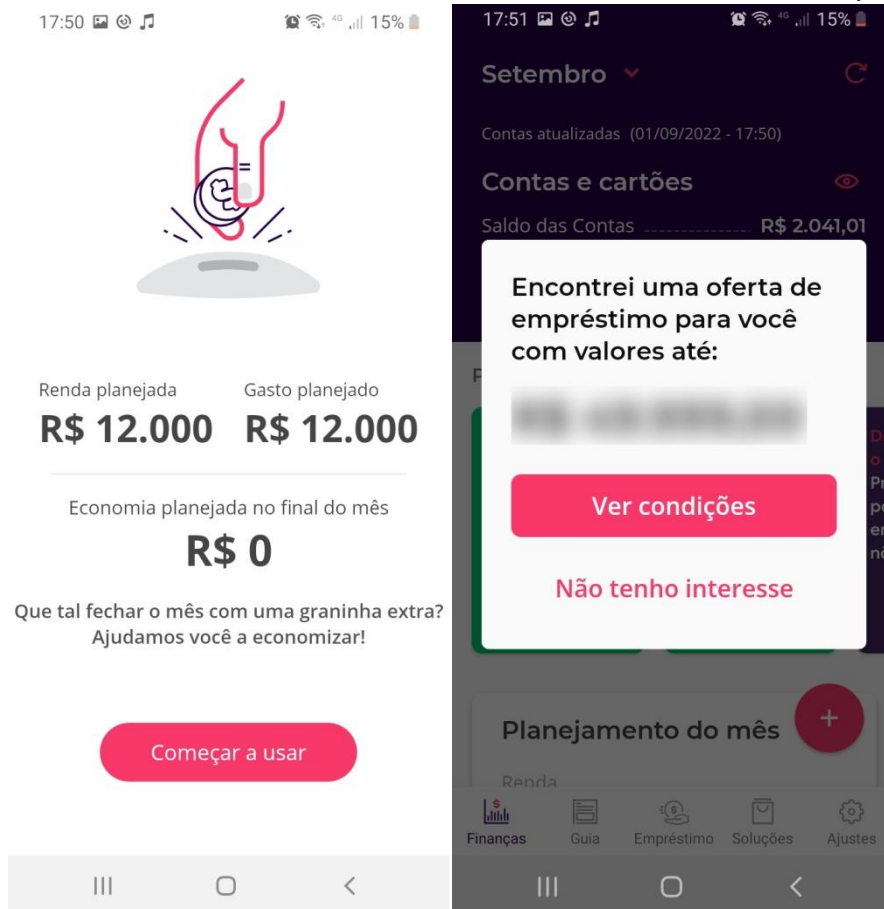 17:50
4G
15%
Renda planejada
R$ 12.000
Gasto planejado
R$ 12.000
Economia planejada no final do mês
R$ 0
Que tal fechar o mês com uma graninha extra?
Ajudamos você a economizar!
Começar a usar
17:51
4G
15%
Setembro
Contas atualizadas (01/09/2022 - 17:50)
Contas e cartões
Saldo das Contas R$ 2.041,01
Encontrei uma oferta de
empréstimo para você
com valores até:
Ver condições
Não tenho interesse
Planejamento do mês
+
Renda
Finanças
Guia
Empréstimo
Soluções
Ajustes